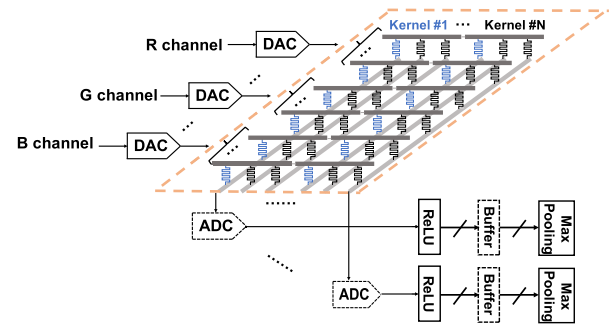 Kernel #1 ... Kernel #N
R channel DAC
G channel DAC
B channel DAC
ADC
ReLU
Buffer
Max
Pooling
ADC
ReLU
Buffer
Max
Pooling